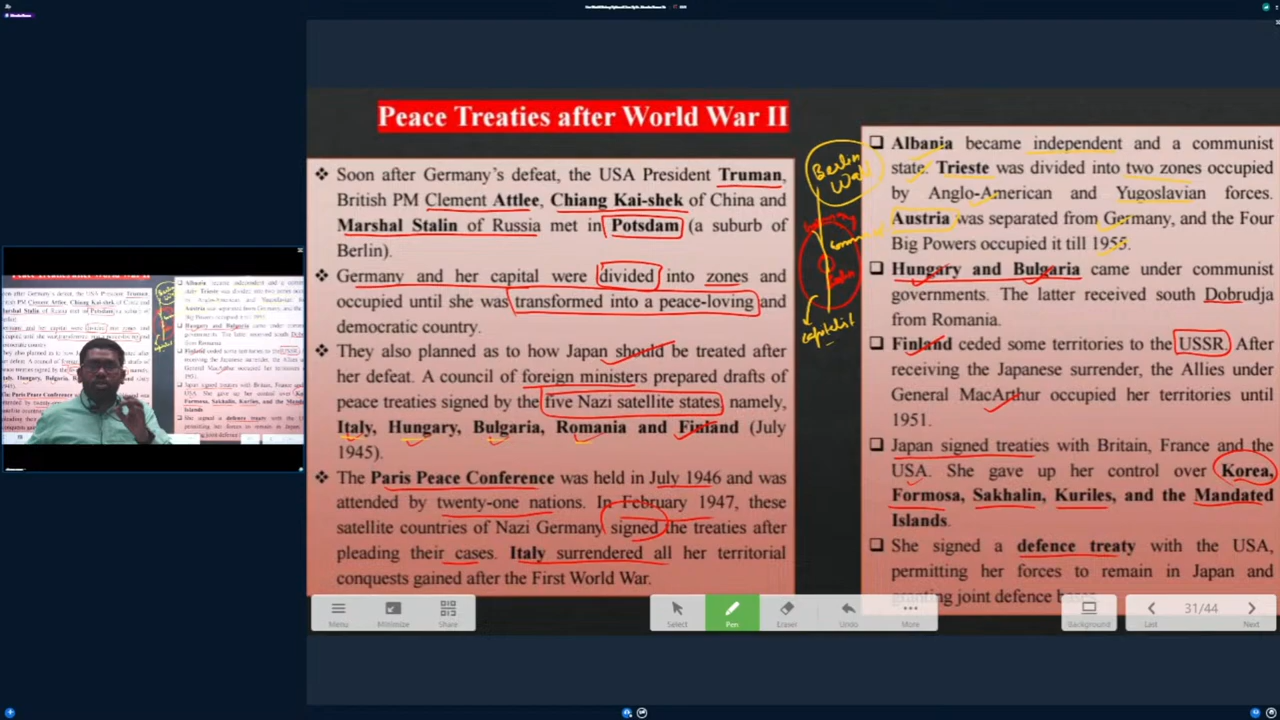 Peace Treaties after World War II
❖ Soon after Germany's defeat, the USA President Truman,
British PM Clement Attlee, Chiang Kai-shek of China and
Marshal Stalin of Russia met in Potsdam (a suburb of
Berlin).
❖ Germany and her capital were divided into zones and
occupied until she was transformed into a peace-loving and
democratic country.
❖ They also planned as to how Japan should be treated after
her defeat. A council of foreign ministers prepared drafts of
peace treaties signed by the five Nazi satellite states namely,
Italy, Hungary, Bulgaria, Romania and Finland (July
1945).
❖ The Paris Peace Conference was held in July 1946 and was
attended by twenty-one nations. In February 1947, these
satellite countries of Nazi Germany signed the treaties after
pleading their cases. Italy surrendered all her territorial
conquests gained after the First World War.
Berlin
Wall
❑ Albania became independent and a communist
state. Trieste was divided into two zones occupied
by Anglo-American and Yugoslavian forces.
Austria was separated from Germany, and the Four
Big Powers occupied it till 1955.
❑ Hungary and Bulgaria came under communist
governments. The latter received south Dobrudja
from Romania.
❑ Finland ceded some territories to the USSR. After
receiving the Japanese surrender, the Allies under
General MacArthur occupied her territories until
1951.
❑ Japan signed treaties with Britain, France and the
USA. She gave up her control over Korea,
Formosa, Sakhalin, Kuriles, and the Mandated
Islands.
❑ She signed a defence treaty with the USA,
permitting her forces to remain in Japan and
granting joint defence
Menu
Minimize
Share
Select
Pen
Eraser
Undo
More
Background
Last
31/44
Next